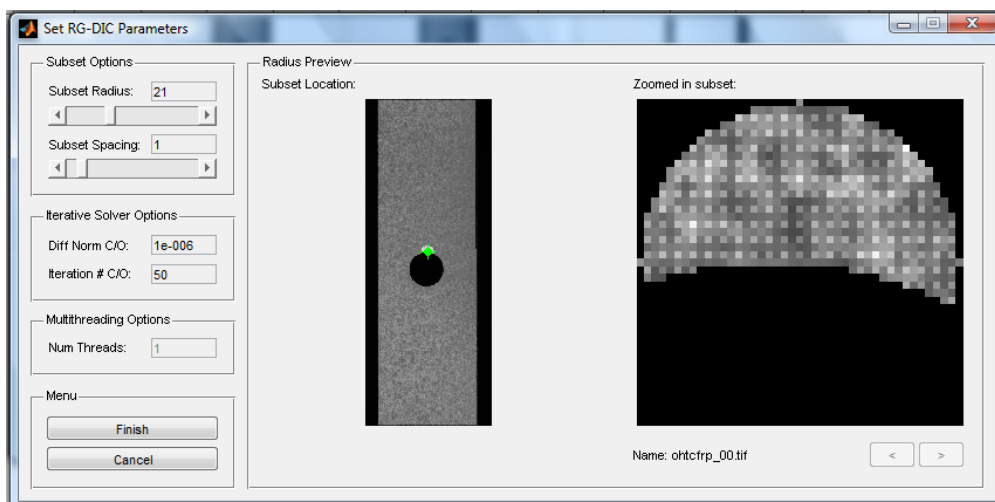 Set RG-DIC Parameters
Subset Options
Subset Radius: 21
Subset Spacing: 1
Iterative Solver Options
Diff Norm C/O: 1e-006
Iteration # C/O: 50
Multithreading Options
Num Threads: 1
Menu
Finish
Cancel
Radius Preview
Subset Location:
Zoomed in subset:
Name: ohtcfrp_00.tif
< >